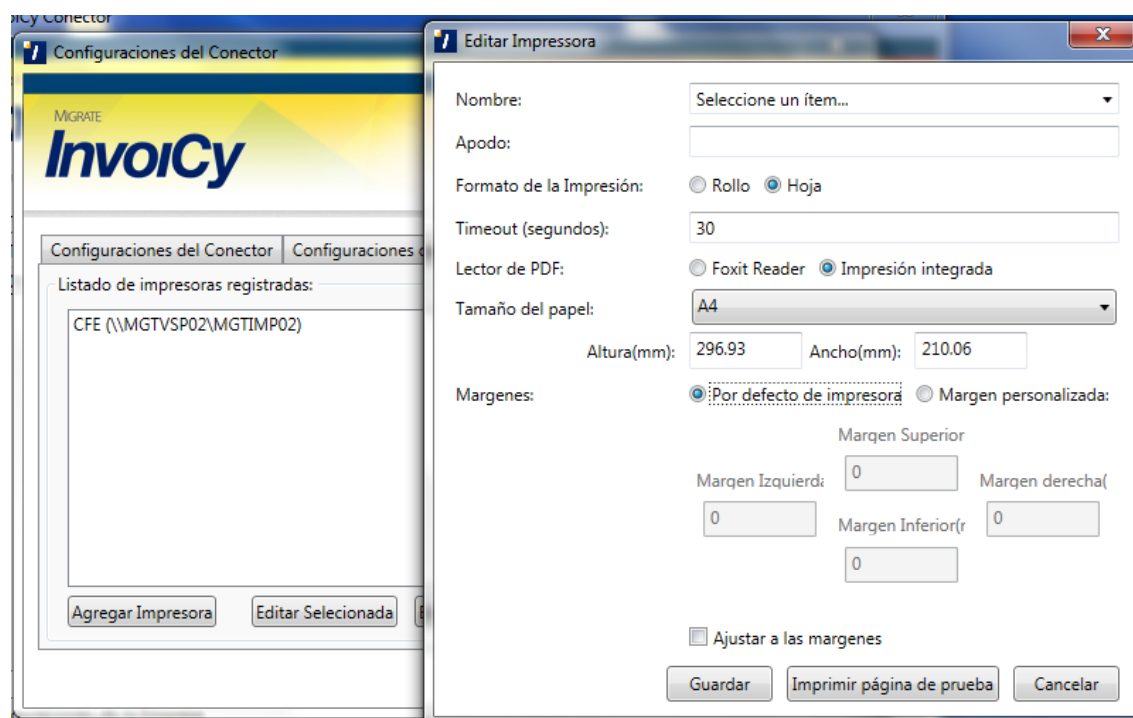 Conector
Configuraciones del Conector
MIGRATE
InvoiCy
Configuraciones del Conector
Configuraciones
Listado de impresoras registradas:
CFE (\\MGTVSP02\MGTIMP02)
Agregar Impresora
Editar Selecionada
Editar Impressora
Nombre:
Seleccione un ítem...
Apodo:
Formato de la Impresión:
Rollo
Hoja
Timeout (segundos):
30
Lector de PDF:
Foxit Reader
Impresión integrada
Tamaño del papel:
A4
Altura(mm):
296.93
Ancho(mm):
210.06
Margenes:
Por defecto de impresora
Margen personalizada:
Margen Superior
0
Margen Izquierda
0
Margen derecha(
0
Margen Inferior(r
0
Ajustar a las margenes
Guardar
Imprimir página de prueba
Cancelar